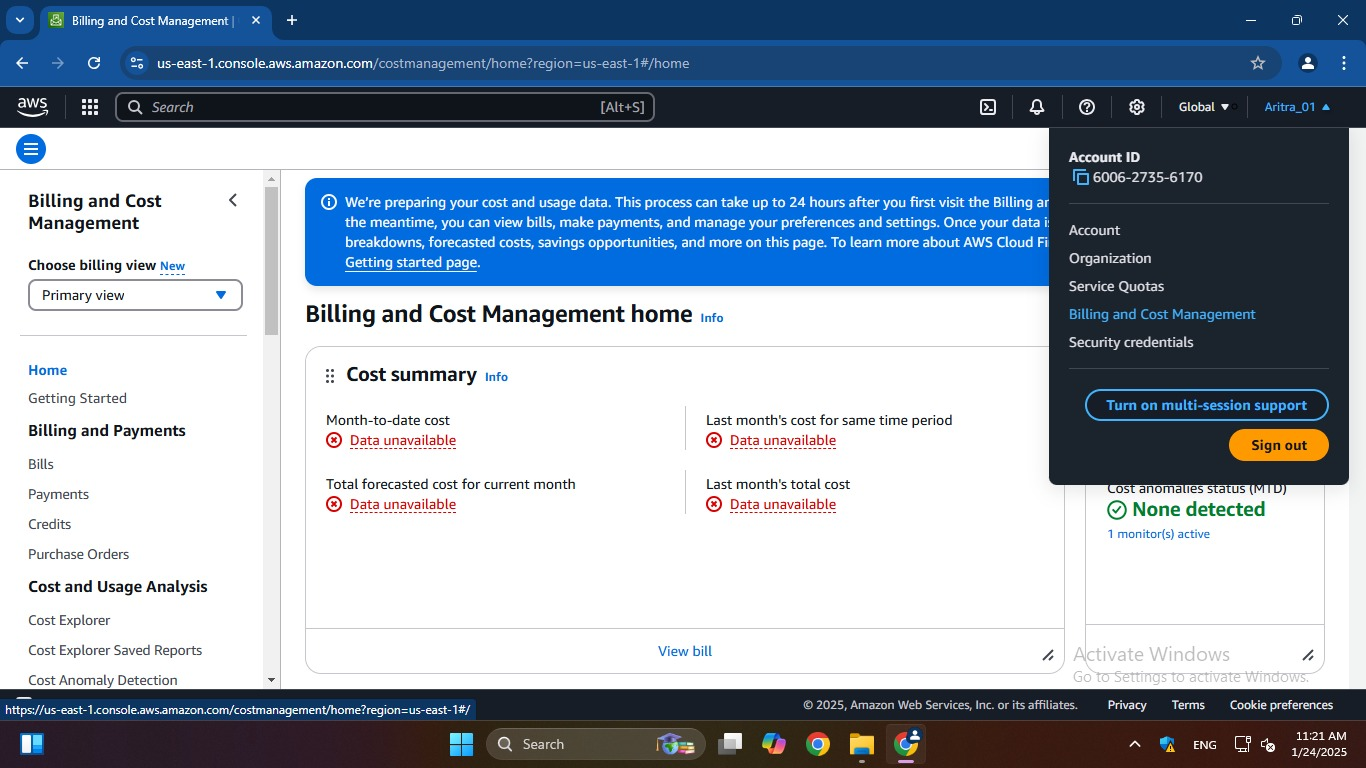 Billing and Cost Management |
us-east-1.console.aws.amazon.com/costmanagement/home?region=us-east-1#/home
aws
Search
[Alt+S]
Global
Aritra_01
Account ID
6006-2735-6170
Account
Organization
Service Quotas
Billing and Cost Management
Security credentials
Turn on multi-session support
Sign out
Billing and Cost
Management
Choose billing view New
Primary view
Home
Getting Started
Billing and Payments
Bills
Payments
Credits
Purchase Orders
Cost and Usage Analysis
Cost Explorer
Cost Explorer Saved Reports
Cost Anomaly Detection
We're preparing your cost and usage data. This process can take up to 24 hours after you first visit the Billing
the meantime, you can view bills, make payments, and manage your preferences and settings. Once your data
breakdowns, forecasted costs, savings opportunities, and more on this page. To learn more about AWS Cloud
Getting started page.
Billing and Cost Management home Info
Cost summary Info
Month-to-date cost
Data unavailable
Last month's cost for same time period
Data unavailable
Total forecasted cost for current month
Data unavailable
Last month's total cost
Data unavailable
View bill
Cost anomalies status (MTD)
None detected
1 monitor(s) active
Activate Windows
Go to Settings to activate Windows.
https://us-east-1.console.aws.amazon.com/costmanagement/home?region=us-east-1#/
© 2025, Amazon Web Services, Inc. or its affiliates.
Privacy
Terms
Cookie preferences
Search
ENG
11:21 AM
1/24/2025